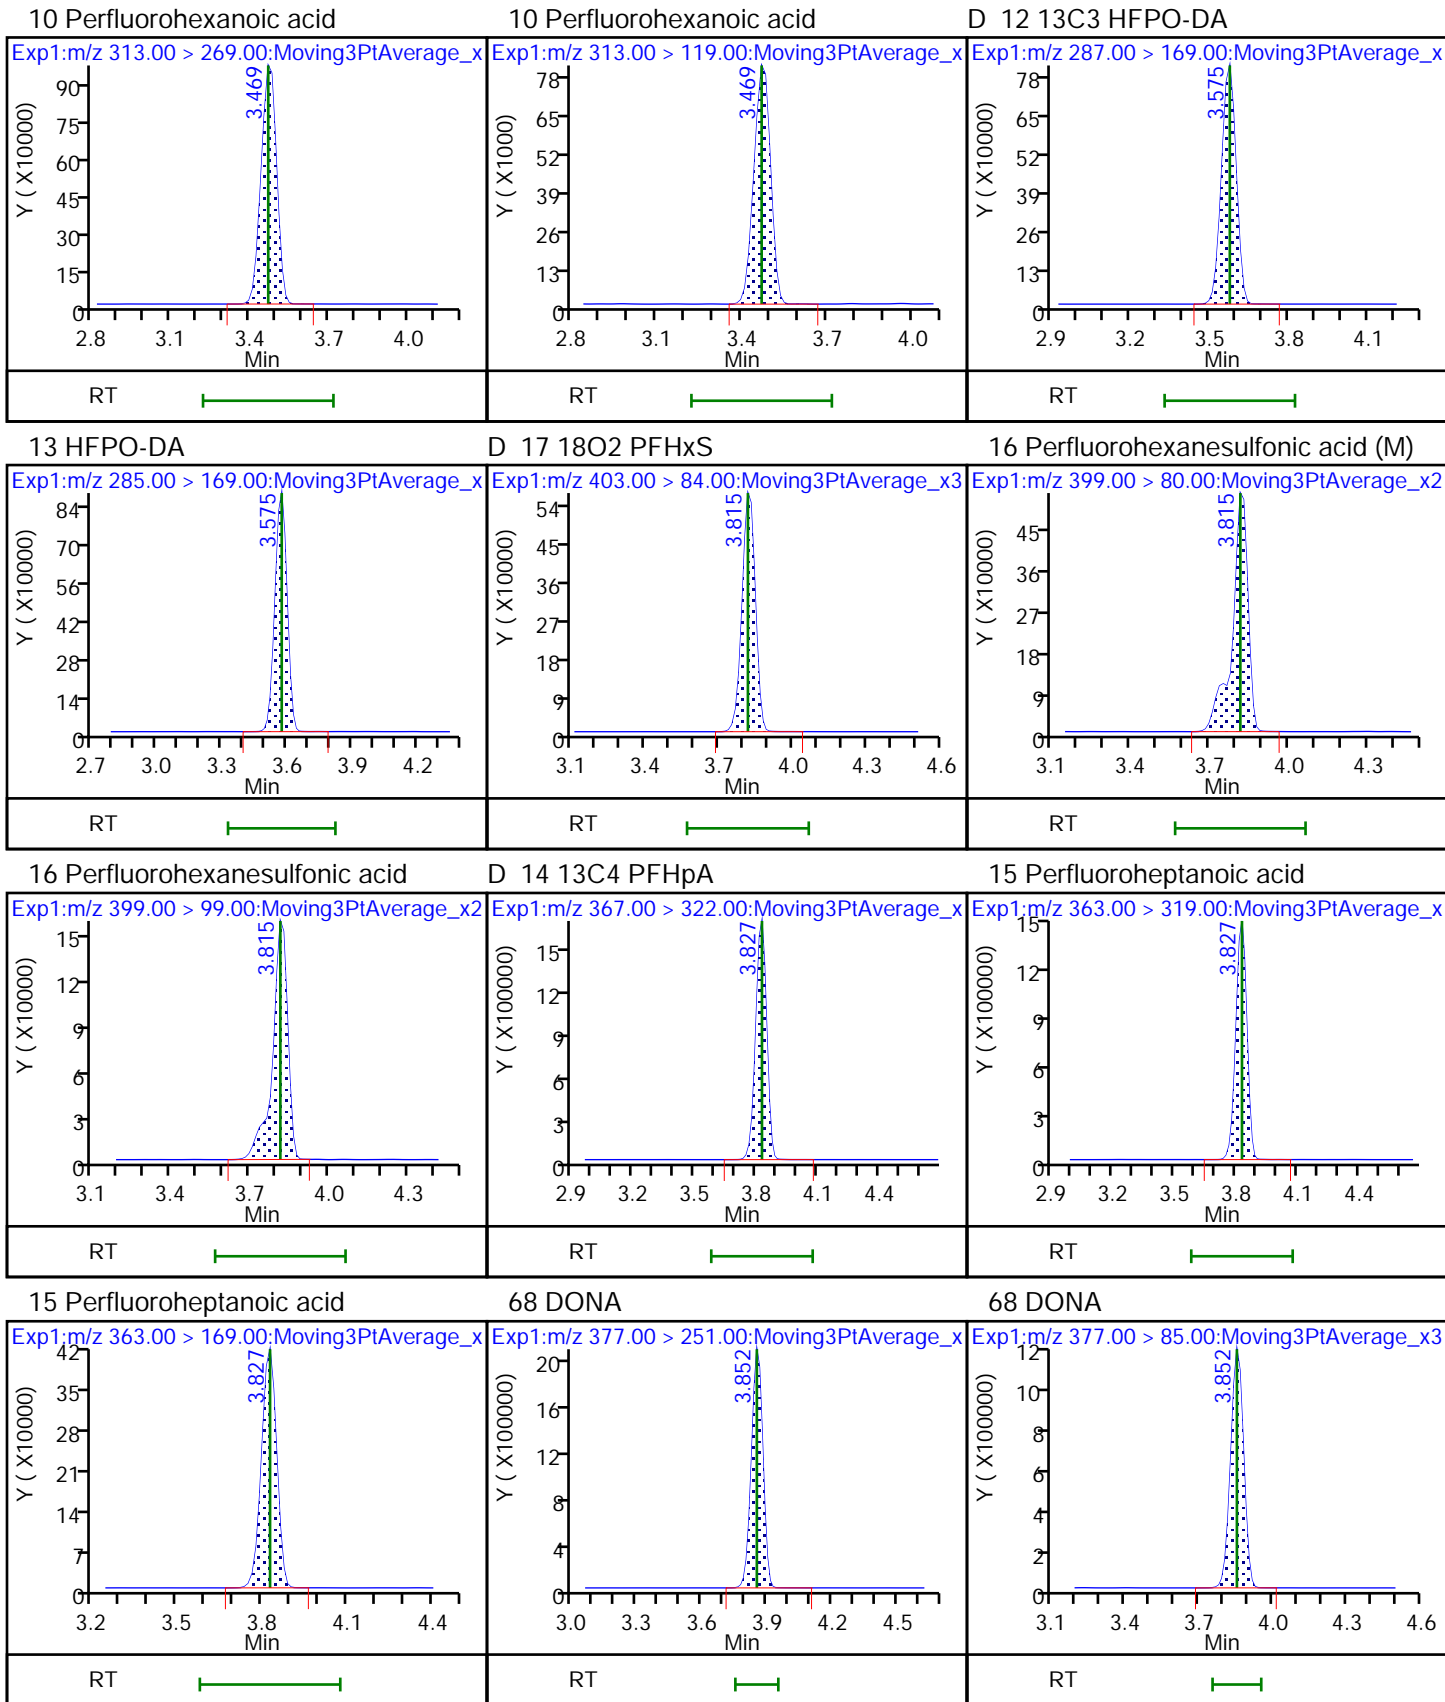 10 Perfluorohexanoic acid
Exp1:m/z 313.00 > 269.00:Moving3PtAverage_x
Y ( X10000)
90
75
60
45
30
15
0
3.469
2.8 3.1 3.4 3.7 4.0
Min
RT
10 Perfluorohexanoic acid
Exp1:m/z 313.00 > 119.00:Moving3PtAverage_x
Y ( X1000)
78
65
52
39
26
13
0
3.469
2.8 3.1 3.4 3.7 4.0
Min
RT
D 12 13C3 HFPO-DA
Exp1:m/z 287.00 > 169.00:Moving3PtAverage_x
Y ( X10000)
78
65
52
39
26
13
0
3.575
2.9 3.2 3.5 3.8 4.1
Min
RT
13 HFPO-DA
Exp1:m/z 285.00 > 169.00:Moving3PtAverage_x
Y ( X10000)
84
70
56
42
28
14
0
3.575
2.7 3.0 3.3 3.6 3.9 4.2
Min
RT
D 17 18O2 PFHxS
Exp1:m/z 403.00 > 84.00:Moving3PtAverage_x3
Y ( X10000)
54
45
36
27
18
9
0
3.815
3.1 3.4 3.7 4.0 4.3 4.6
Min
RT
16 Perfluorohexanesulfonic acid (M)
Exp1:m/z 399.00 > 80.00:Moving3PtAverage_x2
Y ( X10000)
45
36
27
18
9
0
3.815
3.1 3.4 3.7 4.0 4.3
Min
RT
16 Perfluorohexanesulfonic acid
Exp1:m/z 399.00 > 99.00:Moving3PtAverage_x2
Y ( X10000)
15
12
9
6
3
0
3.815
3.1 3.4 3.7 4.0 4.3
Min
RT
D 14 13C4 PFHpA
Exp1:m/z 367.00 > 322.00:Moving3PtAverage_x
Y ( X100000)
15
12
9
6
3
0
3.827
2.9 3.2 3.5 3.8 4.1 4.4
Min
RT
15 Perfluoroheptanoic acid
Exp1:m/z 363.00 > 319.00:Moving3PtAverage_x
Y ( X100000)
15
12
9
6
3
0
3.827
2.9 3.2 3.5 3.8 4.1 4.4
Min
RT
15 Perfluoroheptanoic acid
Exp1:m/z 363.00 > 169.00:Moving3PtAverage_x
Y ( X10000)
42
35
28
21
14
7
0
3.827
3.2 3.5 3.8 4.1 4.4
Min
RT
68 DONA
Exp1:m/z 377.00 > 251.00:Moving3PtAverage_x
Y ( X100000)
20
16
12
8
4
0
3.852
3.0 3.3 3.6 3.9 4.2 4.5
Min
RT
68 DONA
Exp1:m/z 377.00 > 85.00:Moving3PtAverage_x3
Y ( X100000)
12
10
8
6
4
2
0
3.852
3.1 3.4 3.7 4.0 4.3 4.6
Min
RT